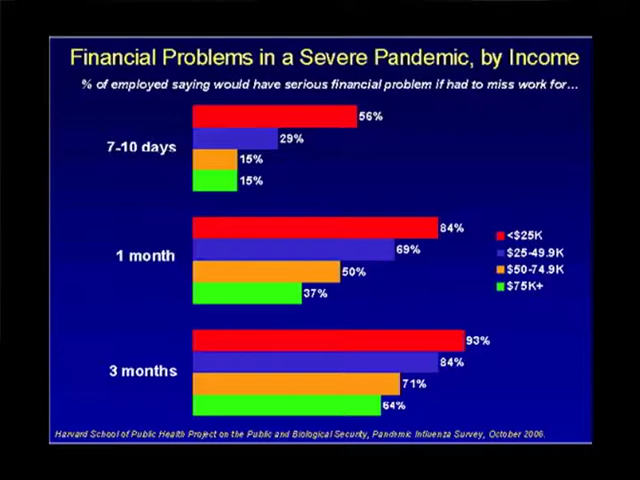 Financial Problems in a Severe Pandemic, by Income
% of employed saying would have serious financial problem if had to miss work for…
7-10 days
56%
29%
15%
15%
1 month
84%
69%
50%
37%
<$25K
$25-49.9K
$50-74.9K
$75K+
3 months
93%
84%
71%
64%
Harvard School of Public Health Project on the Public and Biological Security, Pandemic Influenza Survey, October 2006.